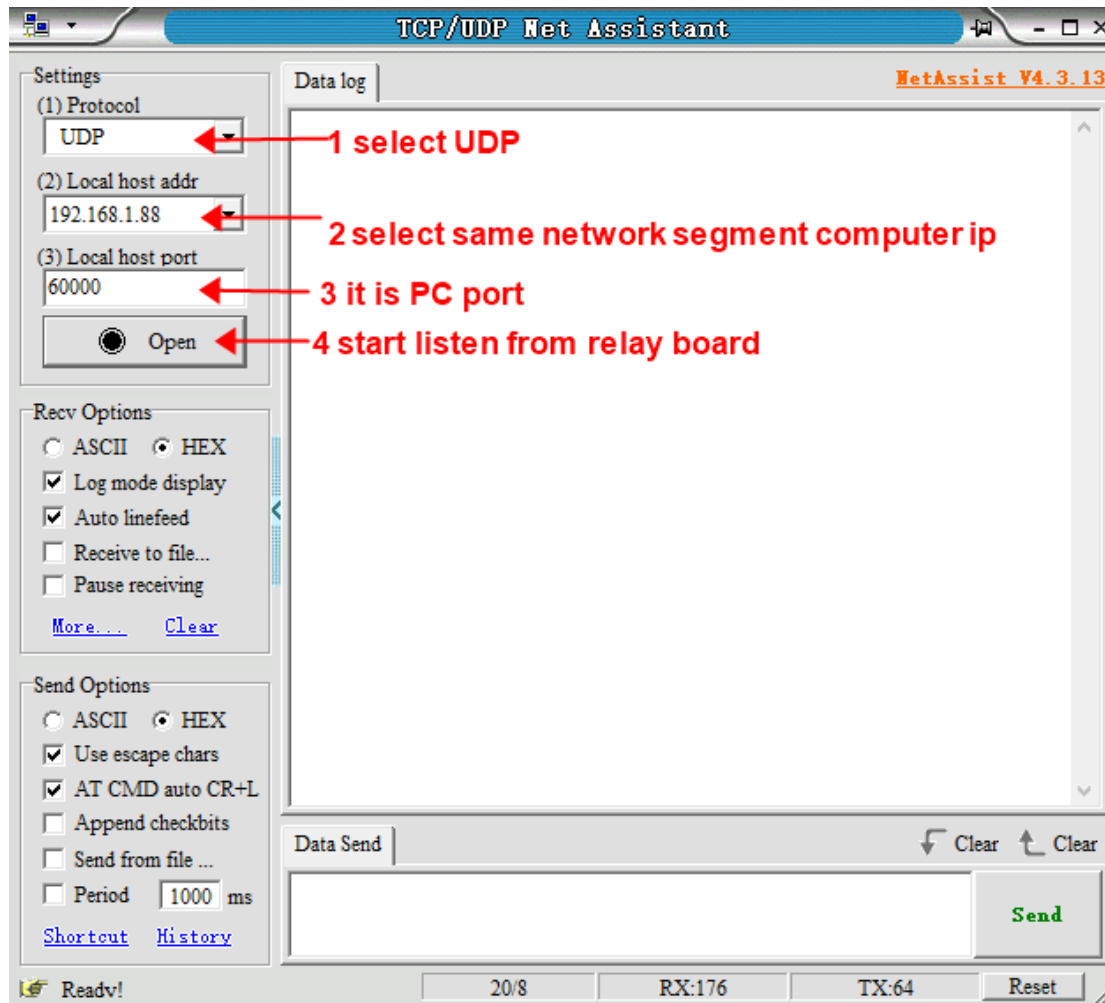 TCP/UDP Net Assistant
Settings
(1) Protocol
UDP
1 select UDP
(2) Local host addr
192.168.1.88
2 select same network segment computer ip
(3) Local host port
60000
3 it is PC port
Open
4 start listen from relay board
Data log
NetAssist V4.3.13
Recv Options
ASCII HEX
Log mode display
Auto linefeed
Receive to file...
Pause receiving
More... Clear
Send Options
ASCII HEX
Use escape chars
AT CMD auto CR+L
Append checkbits
Send from file ...
Period 1000 ms
Shortcut History
Data Send
Clear Clear
Send
Ready!
20/8
RX:176
TX:64
Reset